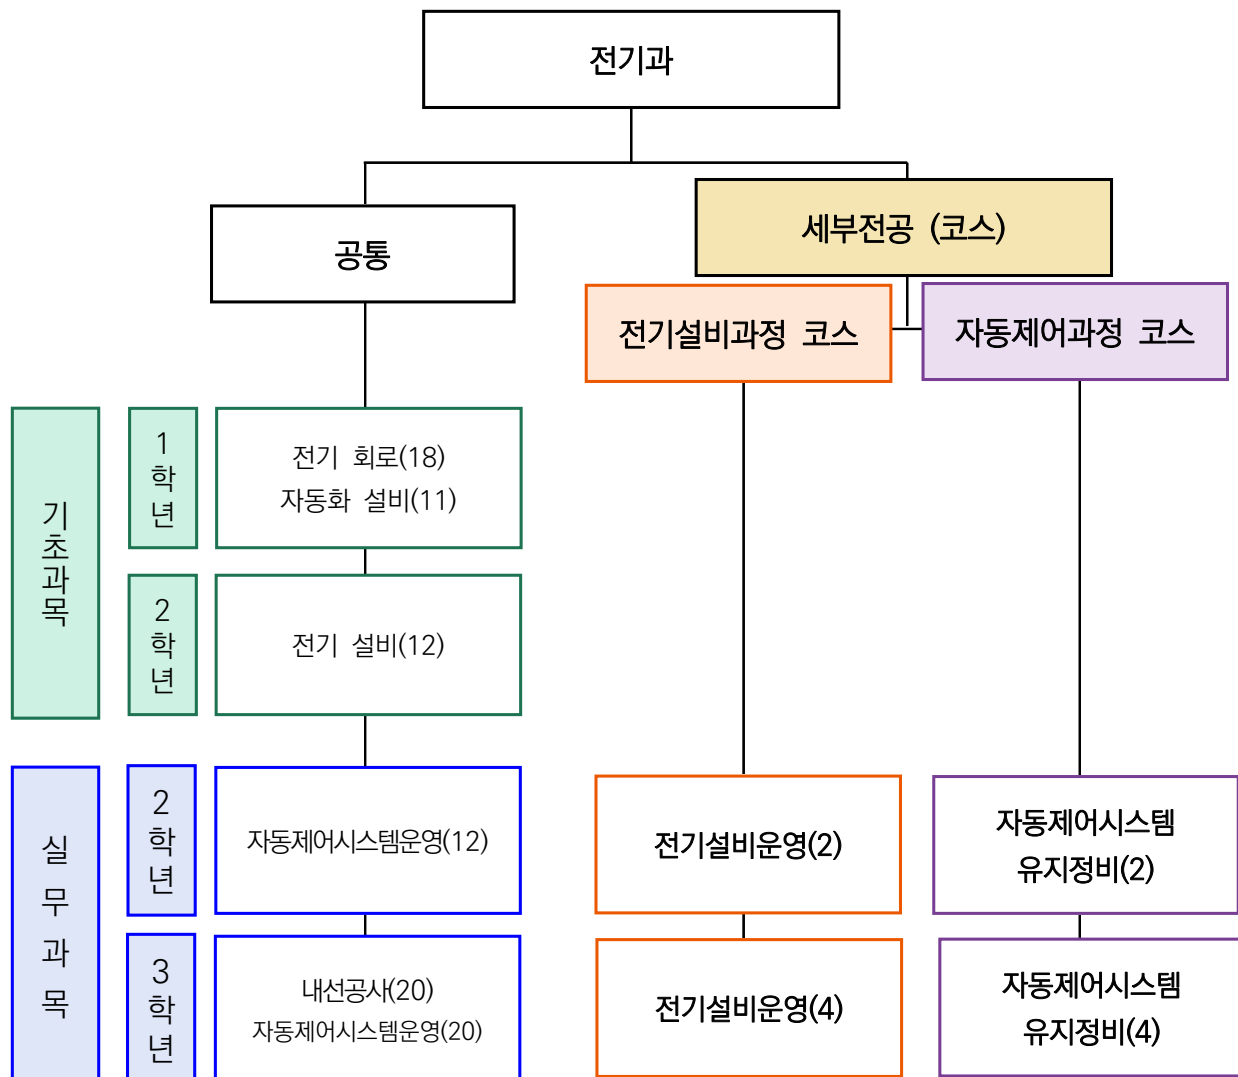 전기과
공통
세부전공 (코스)
전기설비과정 코스
자동제어과정 코스
기초과목
1학년
전기 회로(18)
자동화 설비(11)
2학년
전기 설비(12)
실무과목
2학년
자동제어시스템운영(12)
전기설비운영(2)
자동제어시스템
유지정비(2)
3학년
내선공사(20)
자동제어시스템운영(20)
전기설비운영(4)
자동제어시스템
유지정비(4)